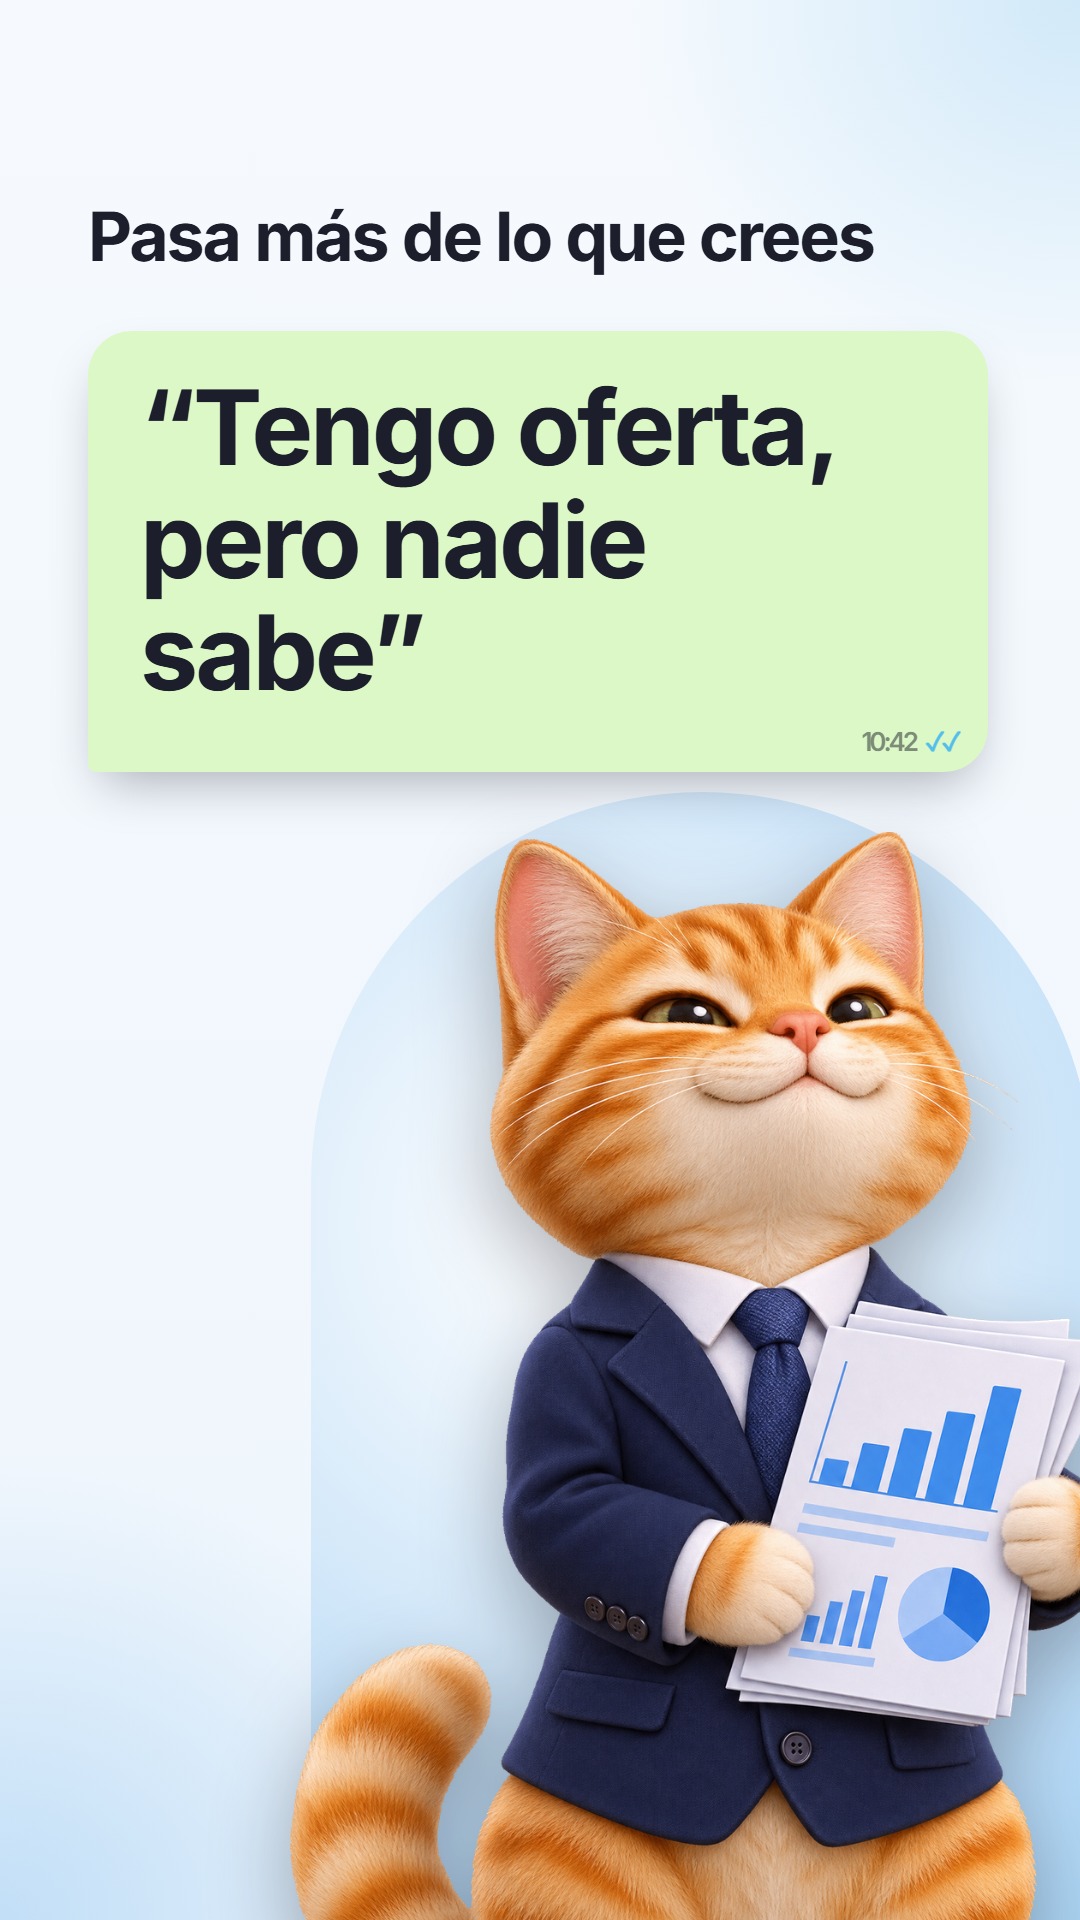 Pasa más de lo que crees
“Tengo oferta,
pero nadie
sabe”
10:42